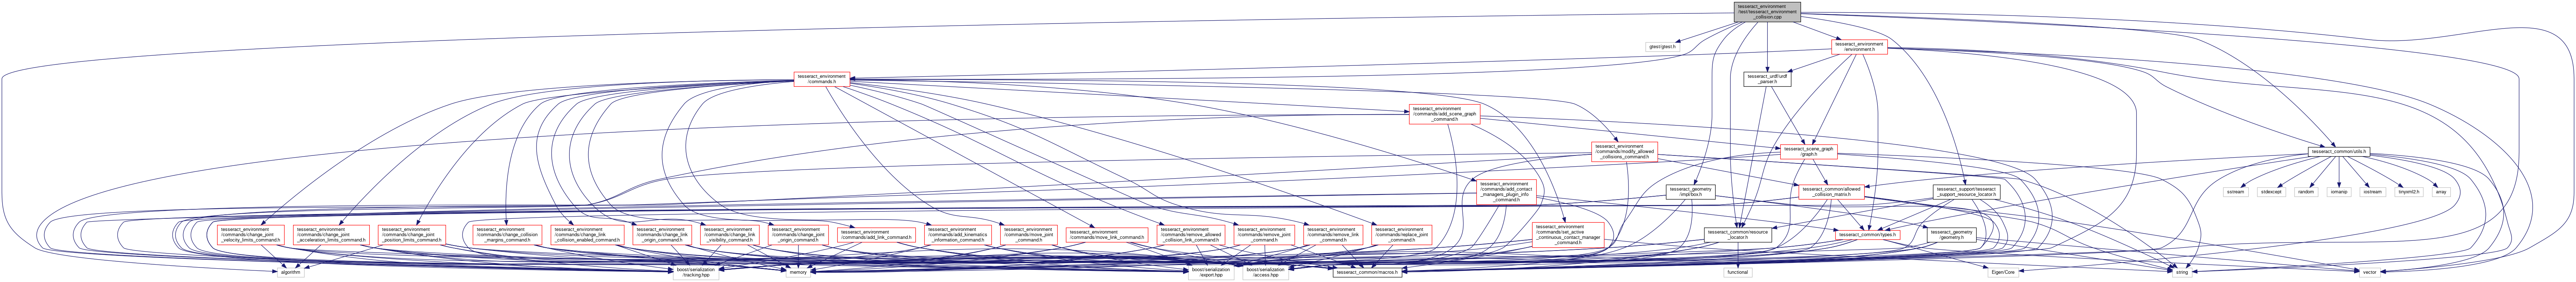 tesseract_environment
/test/tesseract_environment
_collision.cpp
gtest/gtest.h
tesseract_environment
/environment.h
tesseract_environment
/commands.h
tesseract_urdf/urdf
_parser.h
tesseract_environment
/commands/add_scene_graph
_command.h
tesseract_environment
/commands/modify_allowed
_collisions_command.h
tesseract_scene_graph
/graph.h
tesseract_common/utils.h
tesseract_environment
/commands/add_contact
_managers_plugin_info
_command.h
tesseract_geometry
/impl/box.h
tesseract_common/allowed
_collision_matrix.h
tesseract_support/tesseract
_support_resource_locator.h
sstream
stdexcept
random
iomanip
iostream
tinyxml2.h
array
tesseract_environment
/commands/change_joint
_velocity_limits_command.h
tesseract_environment
/commands/change_joint
_acceleration_limits_command.h
tesseract_environment
/commands/change_joint
_position_limits_command.h
tesseract_environment
/commands/change_collision
_margins_command.h
tesseract_environment
/commands/change_link
_collision_enabled_command.h
tesseract_environment
/commands/change_link
_origin_command.h
tesseract_environment
/commands/change_link
_visibility_command.h
tesseract_environment
/commands/change_joint
_origin_command.h
tesseract_environment
/commands/add_link_command.h
tesseract_environment
/commands/add_kinematics
_information_command.h
tesseract_environment
/commands/move_joint
_command.h
tesseract_environment
/commands/move_link_command.h
tesseract_environment
/commands/remove_allowed
_collision_link_command.h
tesseract_environment
/commands/remove_joint
_command.h
tesseract_environment
/commands/remove_link
_command.h
tesseract_environment
/commands/replace_joint
_command.h
tesseract_environment
/commands/set_active
_continuous_contact_manager
_command.h
tesseract_common/resource
_locator.h
tesseract_common/types.h
tesseract_geometry
/geometry.h
algorithm
boost/serialization
/tracking.hpp
memory
boost/serialization
/export.hpp
boost/serialization
/access.hpp
tesseract_common/macros.h
functional
Eigen/Core
string
vector